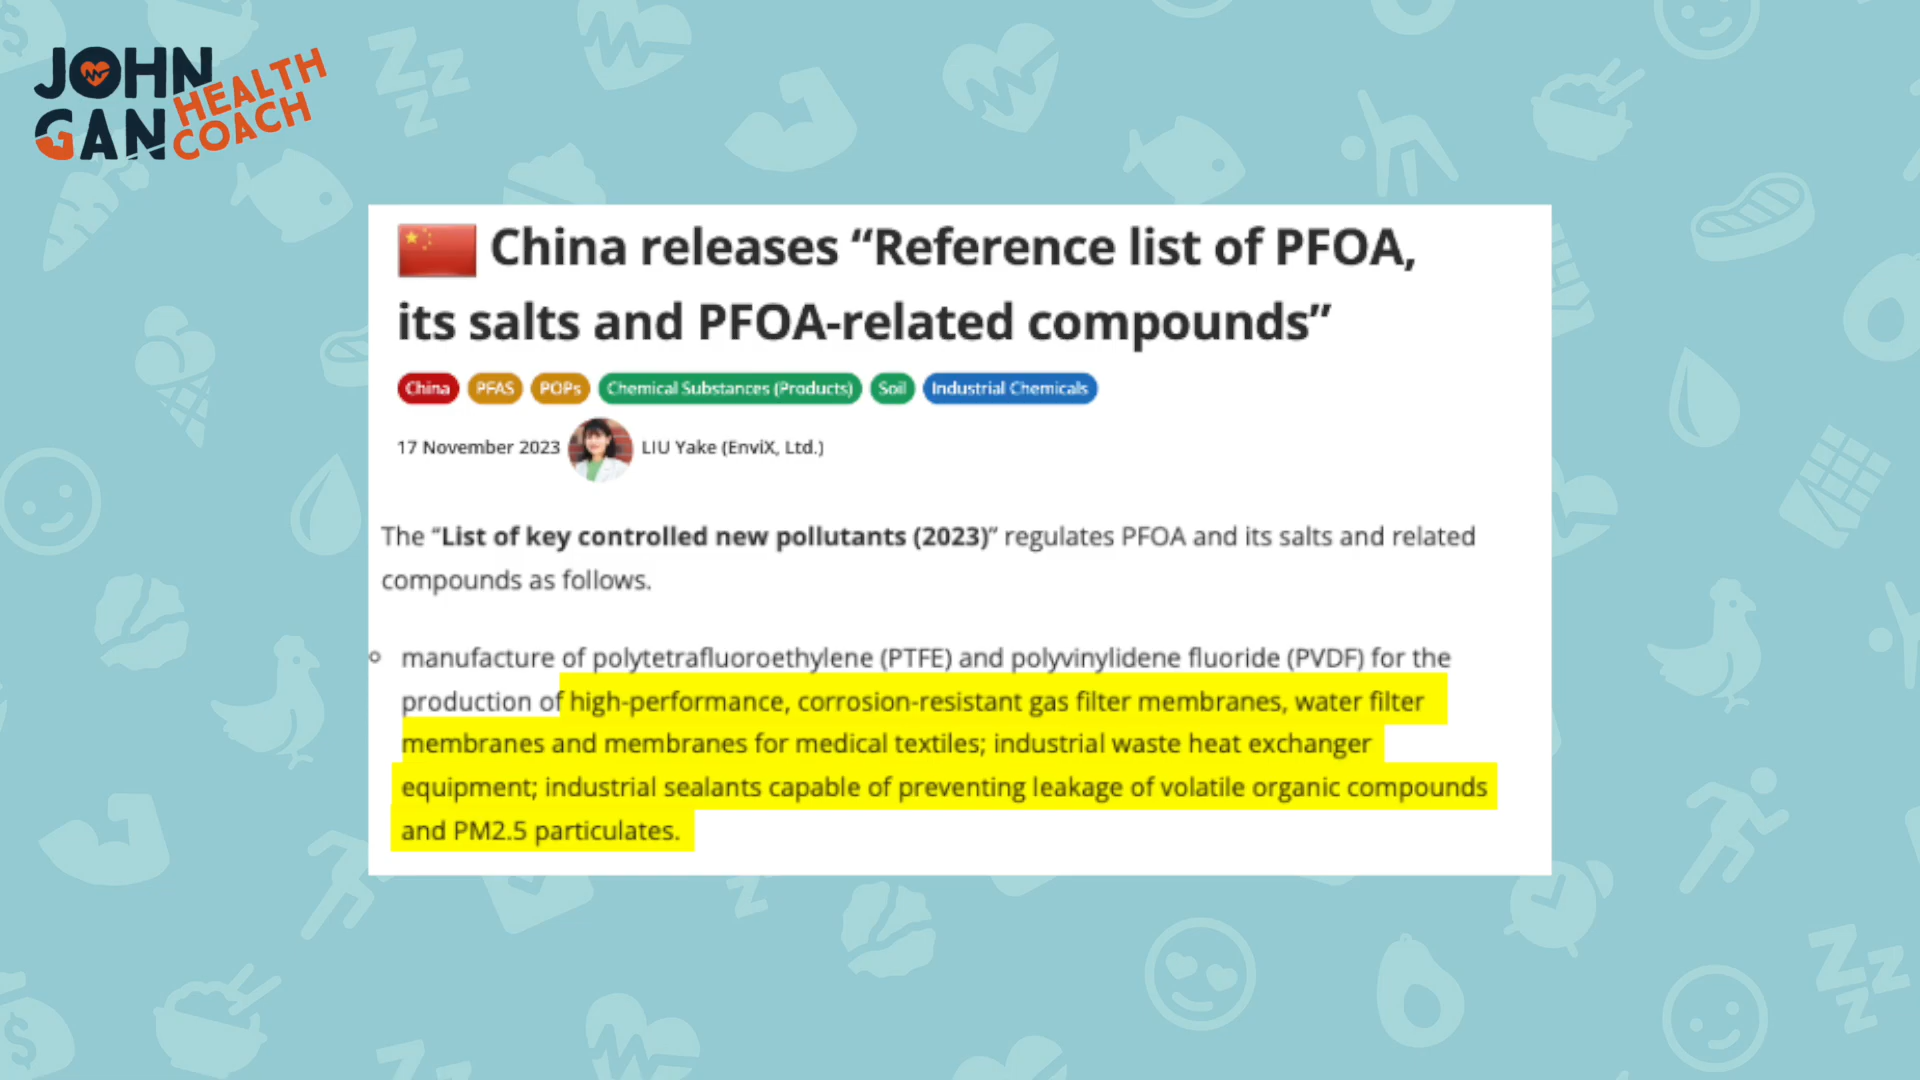 JOHN
GAN
HEALTH
COACH
China releases “Reference list of PFOA,
its salts and PFOA-related compounds”
China PFAS POPs Chemical Substances (Products) Soil Industrial Chemicals
17 November 2023 LIU Yake (EnviX, Ltd.)
The “List of key controlled new pollutants (2023)” regulates PFOA and its salts and related
compounds as follows.
manufacture of polytetrafluoroethylene (PTFE) and polyvinylidene fluoride (PVDF) for the
production of high-performance, corrosion-resistant gas filter membranes, water filter
membranes and membranes for medical textiles; industrial waste heat exchanger
equipment; industrial sealants capable of preventing leakage of volatile organic compounds
and PM2.5 particulates.